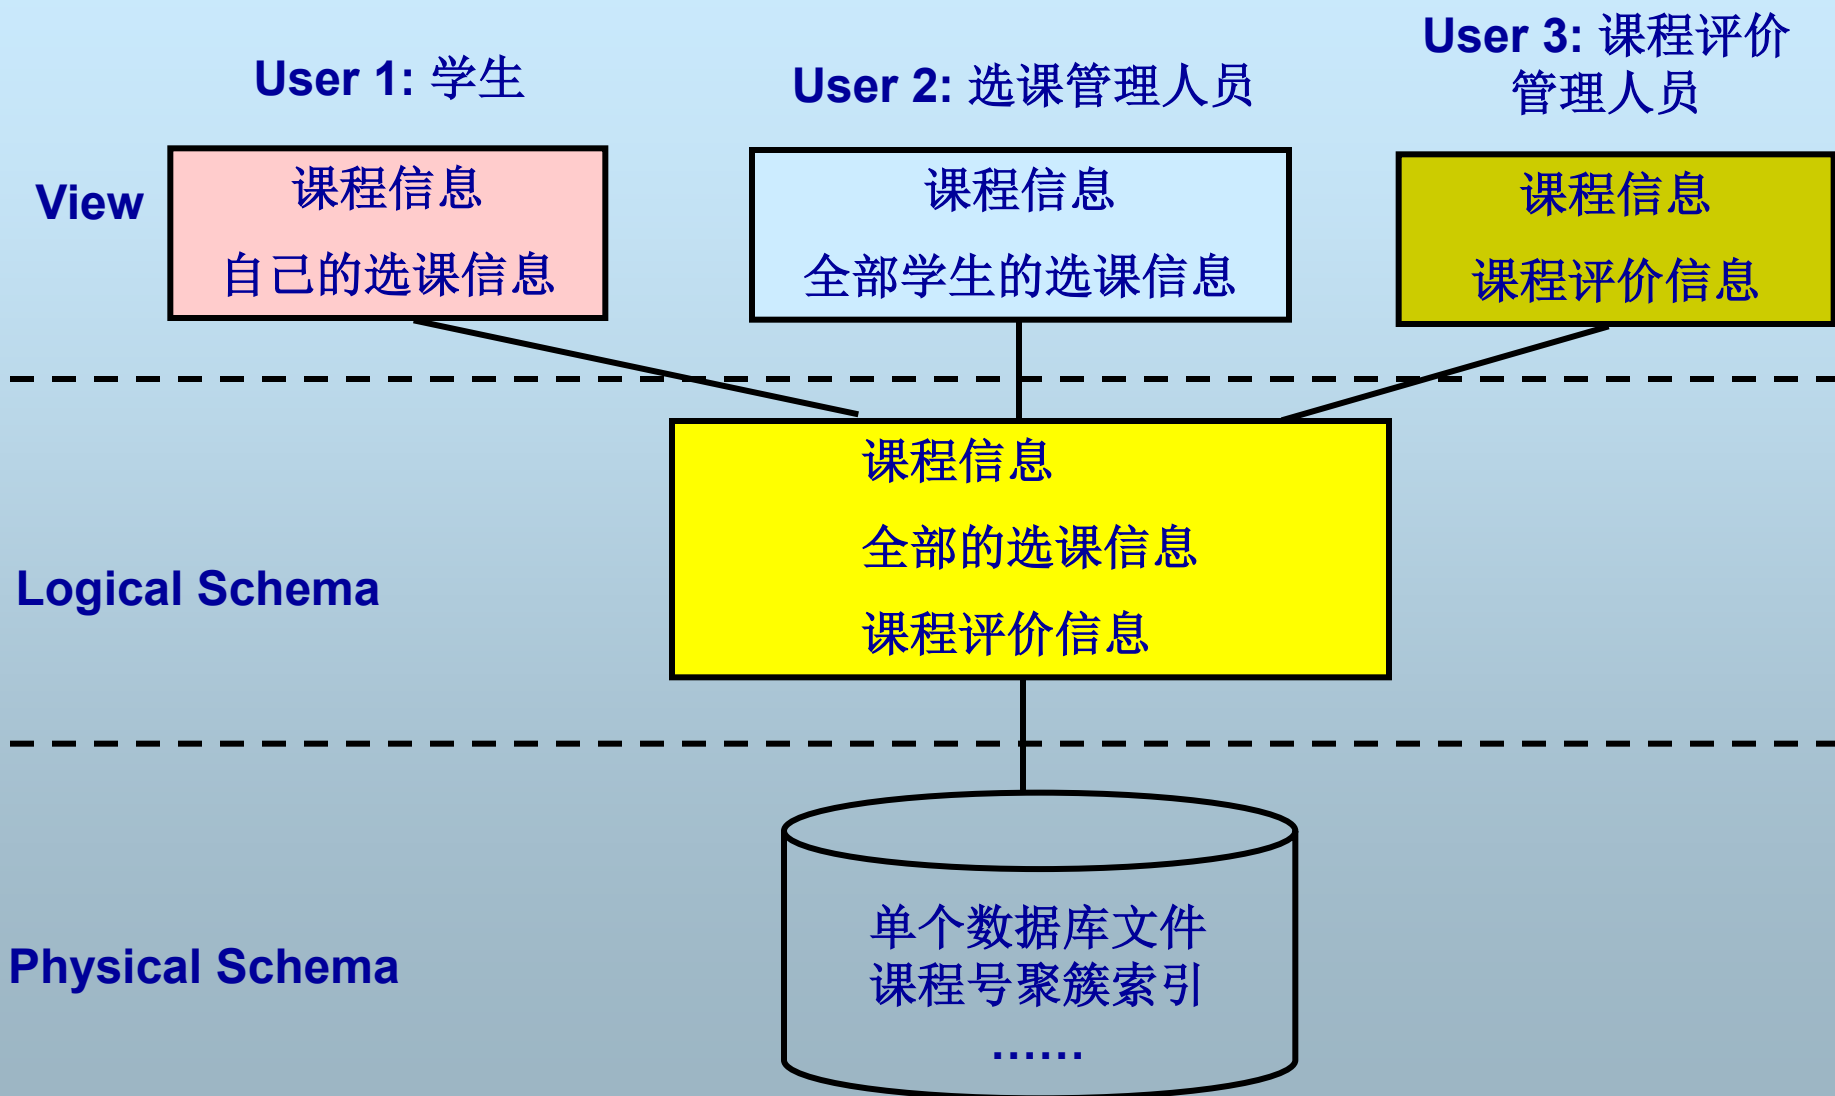 User 1: 学生
User 2: 选课管理人员
User 3: 课程评价
管理人员
View
课程信息
自己的选课信息
课程信息
全部学生的选课信息
课程信息
课程评价信息
Logical Schema
课程信息
全部的选课信息
课程评价信息
Physical Schema
单个数据库文件
课程号聚簇索引
……